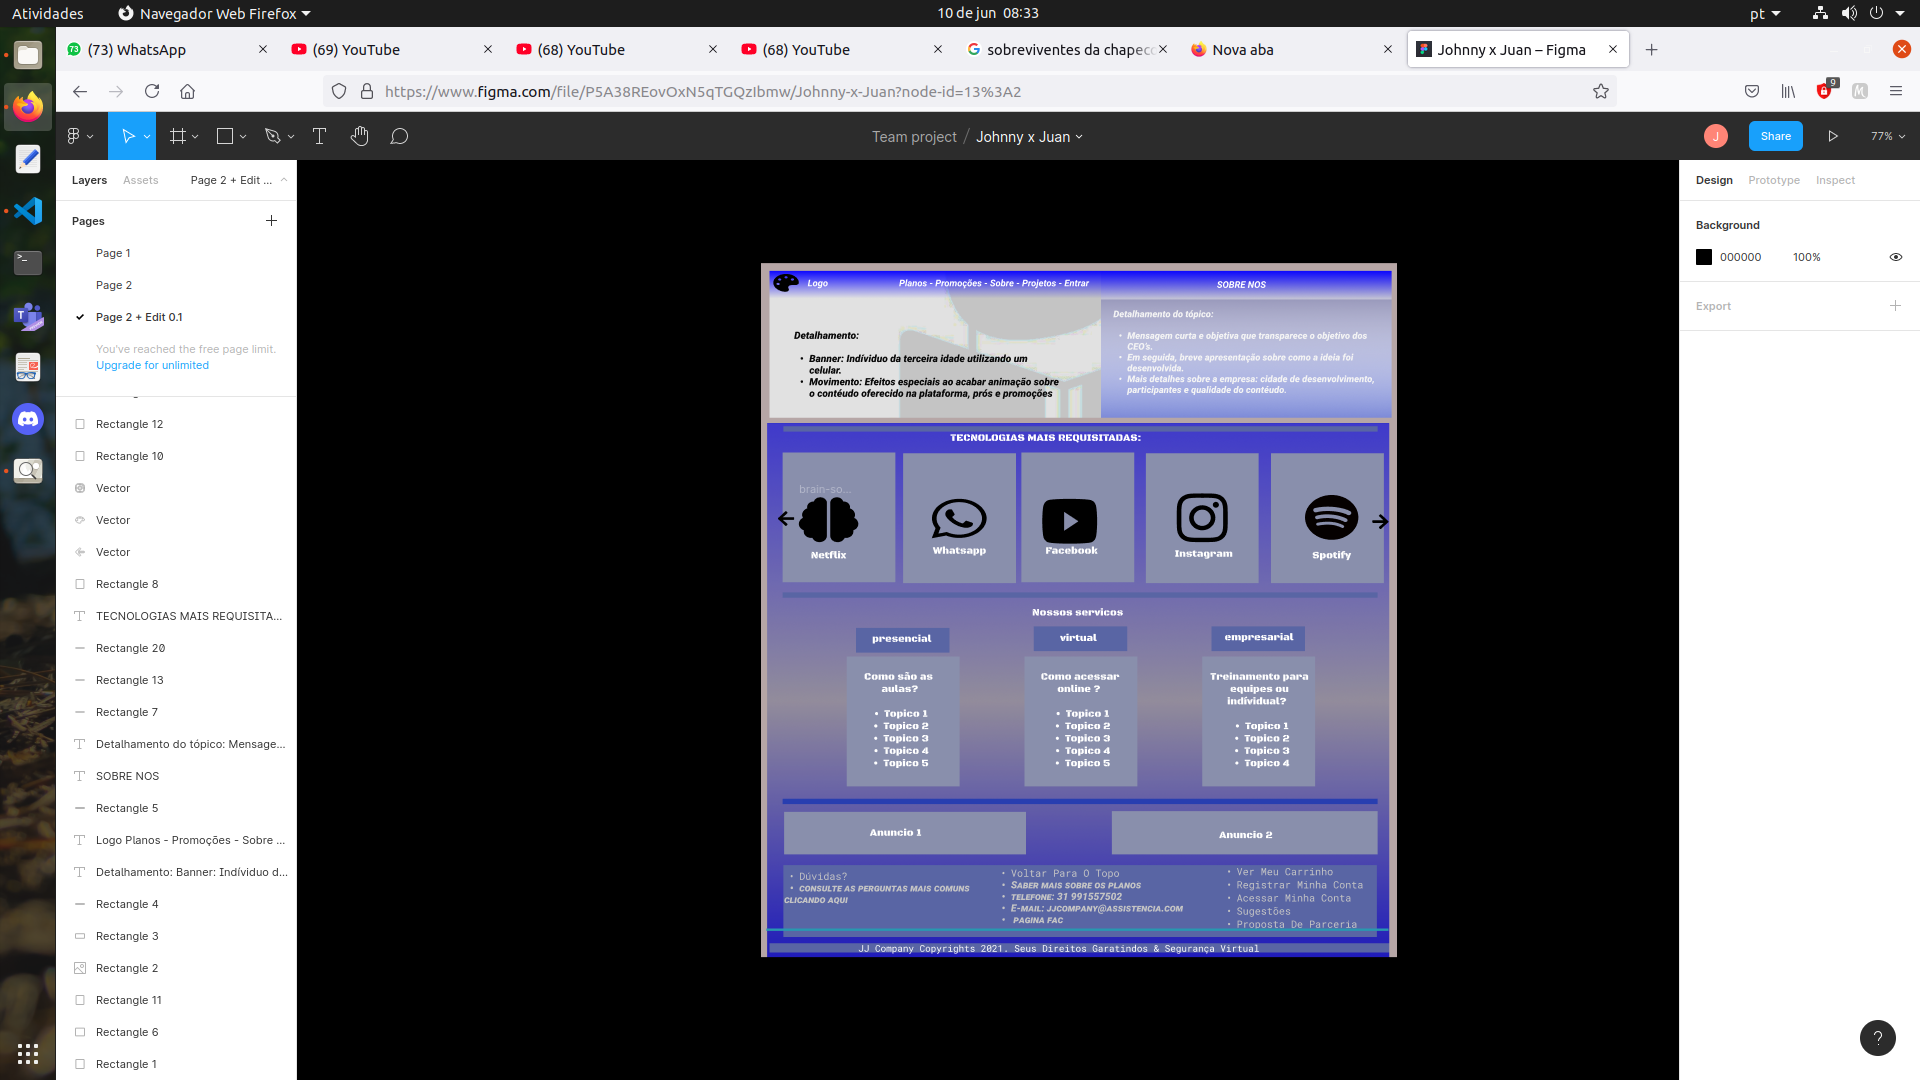 Atividades
Navegador Web Firefox
10 de jun 08:33
pt
(73) WhatsApp
(69) YouTube
(68) YouTube
(68) YouTube
sobreviventes da chapec
Nova aba
Johnny x Juan – Figma
https://www.figma.com/file/P5A38REovOxN5qTGQzIbmw/Johnny-x-Juan?node-id=13%3A2
9
Team project / Johnny x Juan
J
Share
77%
Layers
Assets
Page 2 + Edit ...
Design
Prototype
Inspect
Pages
Page 1
Page 2
Page 2 + Edit 0.1
You've reached the free page limit.
Upgrade for unlimited
Rectangle 12
Rectangle 10
Vector
Vector
Vector
Rectangle 8
TECNOLOGIAS MAIS REQUISITA...
Rectangle 20
Rectangle 13
Rectangle 7
Detalhamento do tópico: Mensage...
SOBRE NOS
Rectangle 5
Logo Planos - Promoções - Sobre ...
Detalhamento: Banner: Indíviduo d...
Rectangle 4
Rectangle 3
Rectangle 2
Rectangle 11
Rectangle 6
Rectangle 1
Background
000000
100%
Export
?
Logo
Planos - Promoções - Sobre - Projetos - Entrar
SOBRE NOS
Detalhamento:
• Banner: Indíviduo da terceira idade utilizando um
celular.
• Movimento: Efeitos especiais ao acabar animação sobre
o contéudo oferecido na plataforma, prós e promoções
Detalhamento do tópico:
• Mensagem curta e objetiva que transparece o objetivo dos
CEO's.
• Em seguida, breve apresentação sobre como a ideia foi
desenvolvida.
• Mais detalhes sobre a empresa: cidade de desenvolvimento,
participantes e qualidade do contéudo.
TECNOLOGIAS MAIS REQUISITADAS:
brain-so...
Netflix
Whatsapp
Facebook
Instagram
Spotify
Nossos servicos
presencial
virtual
empresarial
Como são as
aulas?
• Topico 1
• Topico 2
• Topico 3
• Topico 4
• Topico 5
Como acessar
online ?
• Topico 1
• Topico 2
• Topico 3
• Topico 4
• Topico 5
Treinamento para
equipes ou
indívidual?
• Topico 1
• Topico 2
• Topico 3
• Topico 4
Anuncio 1
Anuncio 2
• Dúvidas?
• CONSULTE AS PERGUNTAS MAIS COMUNS
CLICANDO AQUI
• Voltar Para O Topo
• SABER MAIS SOBRE OS PLANOS
• TELEFONE: 31 991557502
• E-MAIL: JJCOMPANY@ASSISTENCIA.COM
• PAGINA FAC
• Ver Meu Carrinho
• Registrar Minha Conta
• Acessar Minha Conta
• Sugestões
• Proposta De Parceria
JJ Company Copyrights 2021. Seus Direitos Garatindos & Segurança Virtual